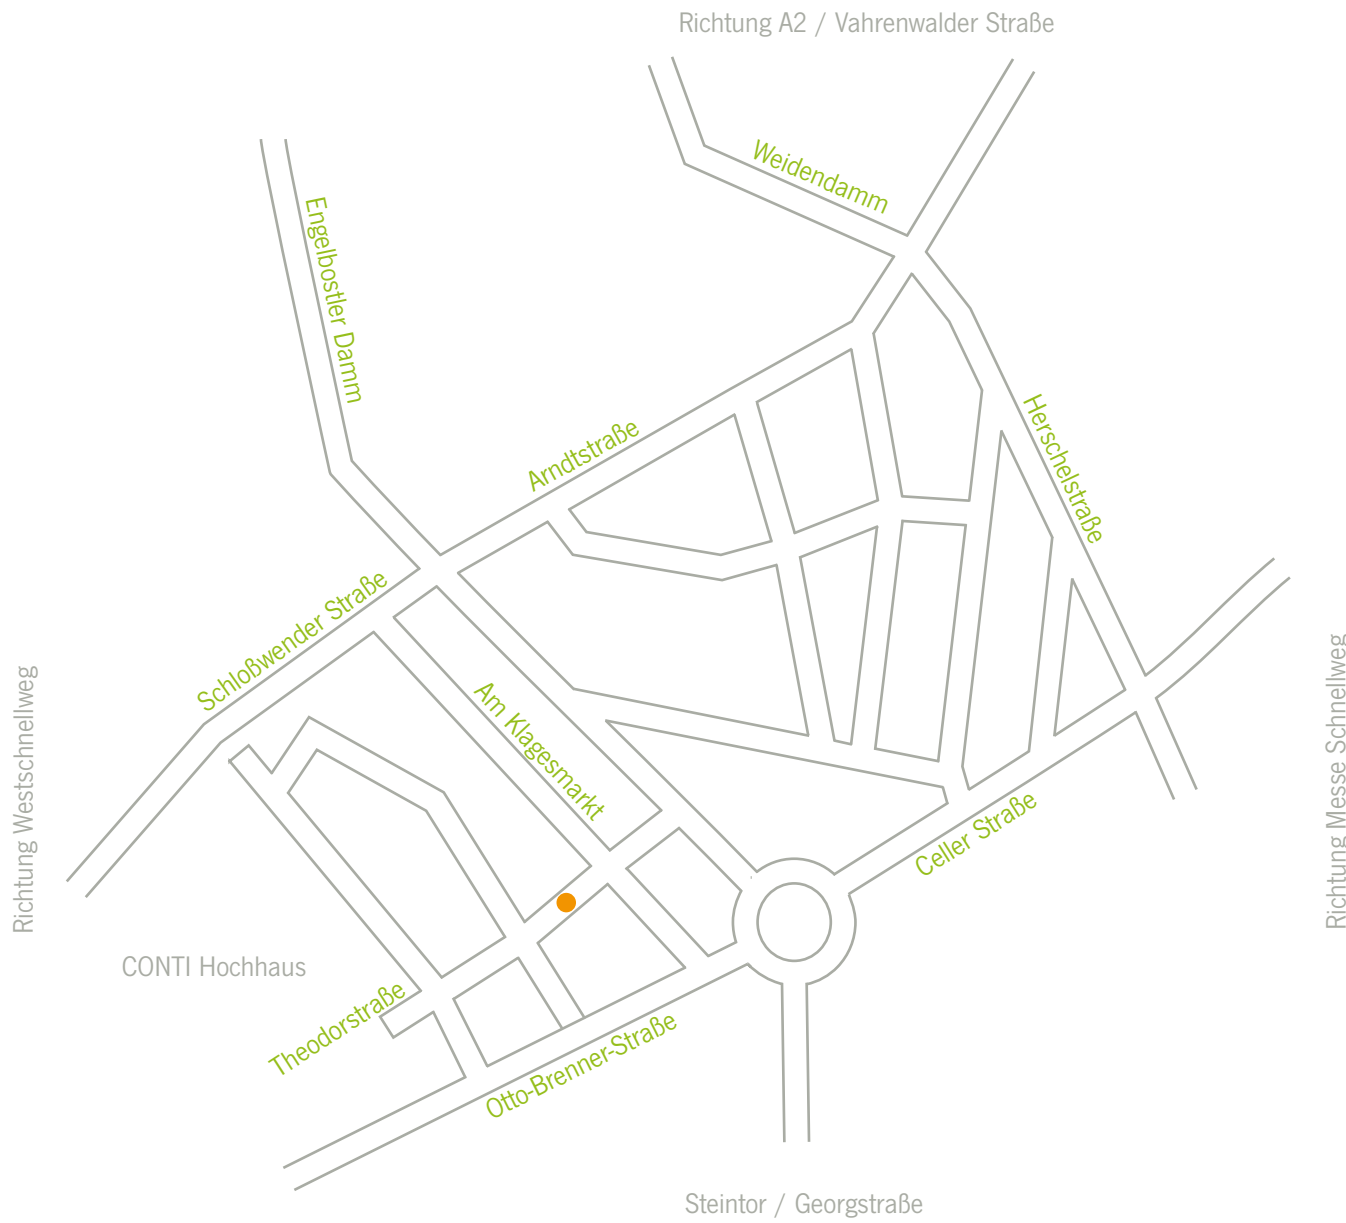 Richtung A2 / Vahrenwalder Straße
Weidendamm
Engelbostler Damm
Herschelstraße
Arndtstraße
Schloßwender Straße
Richtung Westschnellweg
Richtung Messe Schnellweg
Am Klagesmarkt
Celler Straße
CONTI Hochhaus
Theodorstraße
Otto-Brenner-Straße
Steintor / Georgstraße